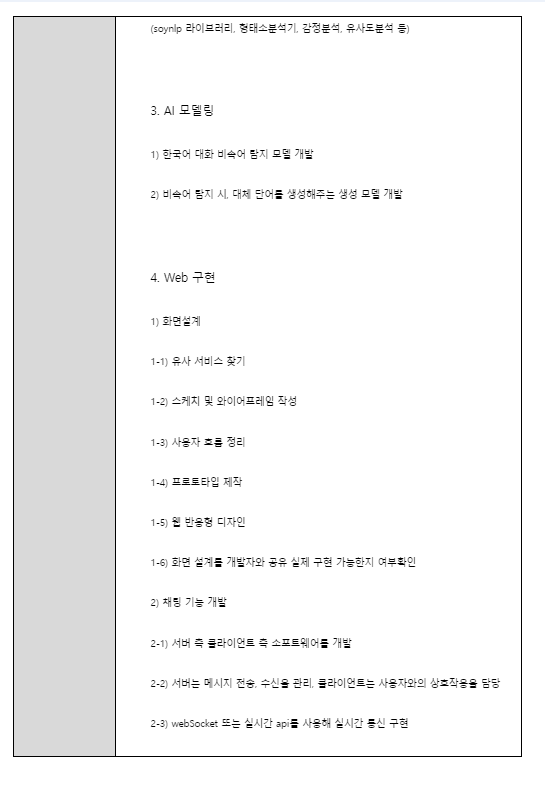 (soynlp 라이브러리, 형태소분석기, 감정분석, 유사도분석 등)
3. AI 모델링
1) 한국어 대화 비속어 탐지 모델 개발
2) 비속어 탐지 시, 대체 단어를 생성해주는 생성 모델 개발
4. Web 구현
1) 화면설계
1-1) 유사 서비스 찾기
1-2) 스케치 및 와이어프레임 작성
1-3) 사용자 흐름 정리
1-4) 프로토타입 제작
1-5) 웹 반응형 디자인
1-6) 화면 설계를 개발자와 공유 실제 구현 가능한지 여부확인
2) 채팅 기능 개발
2-1) 서버 측 클라이언트 측 소프트웨어를 개발
2-2) 서버는 메시지 전송, 수신을 관리, 클라이언트는 사용자와의 상호작용을 담당
2-3) webSocket 또는 실시간 api를 사용해 실시간 통신 구현